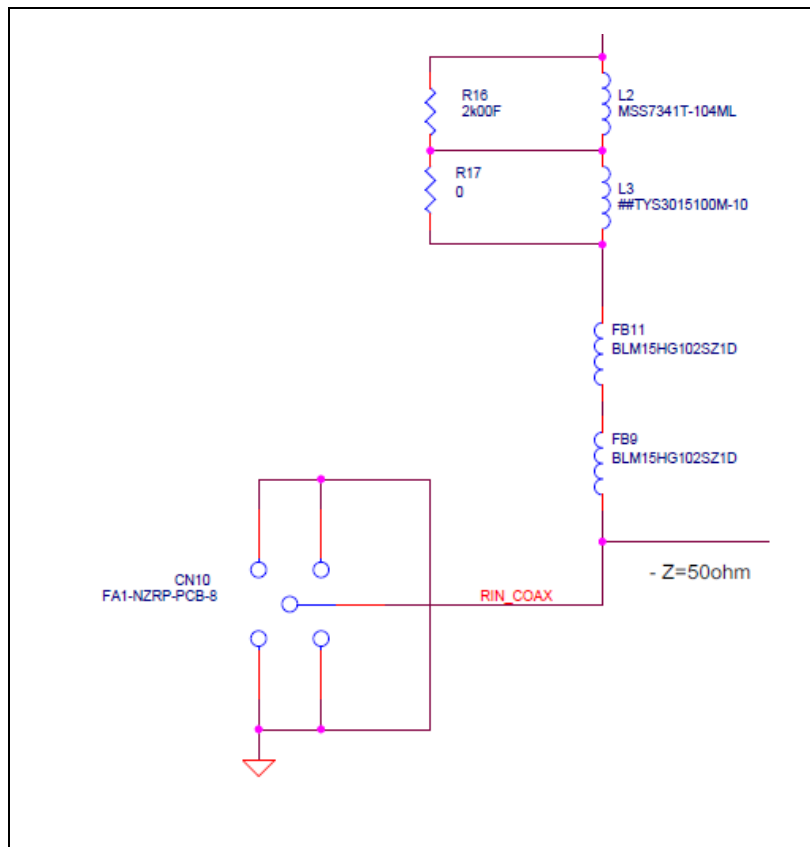 R16
2k00F
L2
MSS7341T-104ML
R17
0
L3
##TYS3015100M-10
FB11
BLM15HG102SZ1D
FB9
BLM15HG102SZ1D
- Z=50ohm
CN10
FA1-NZRP-PCB-8
RIN_COAX